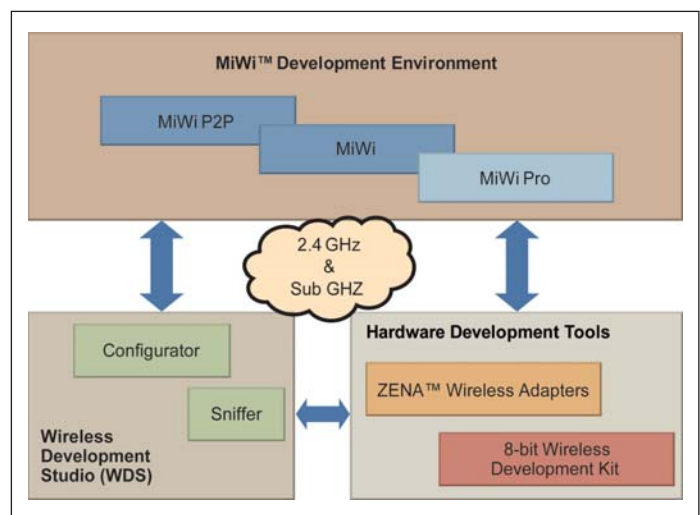 MiWi™ Development Environment
MiWi P2P
MiWi
MiWi Pro
2.4 GHz
&
Sub GHZ
Configurator
Sniffer
Wireless
Development
Studio (WDS)
Hardware Development Tools
ZENA™ Wireless Adapters
8-bit Wireless
Development Kit